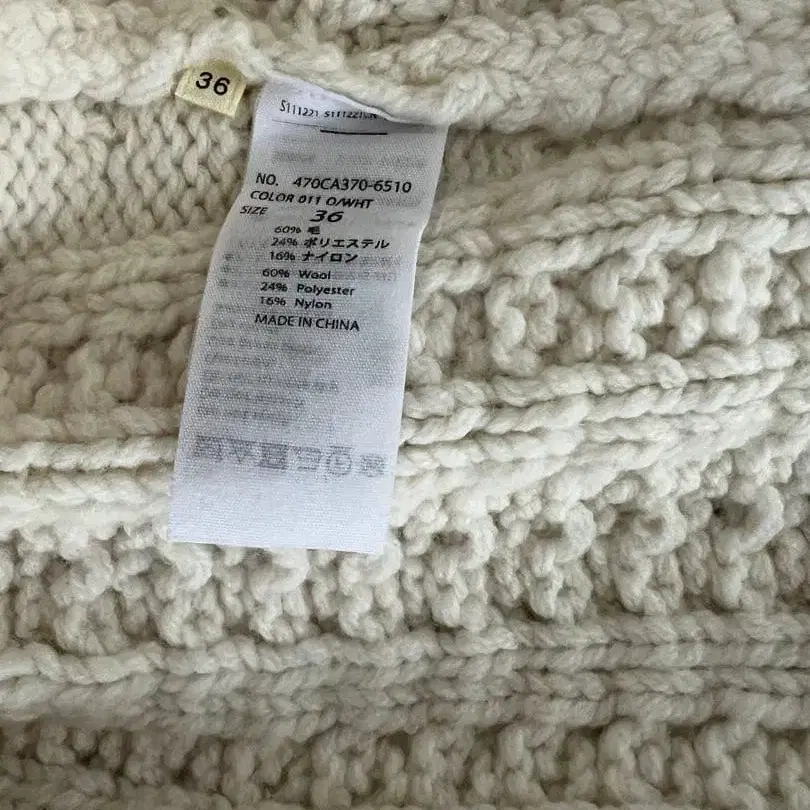 36
S111221
NO. 470CA370-6510
COLOR 011 O/WHT
SIZE 36
60% 毛
24% ポリエステル
16% ナイロン
60% Wool
24% Polyester
16% Nylon
MADE IN CHINA